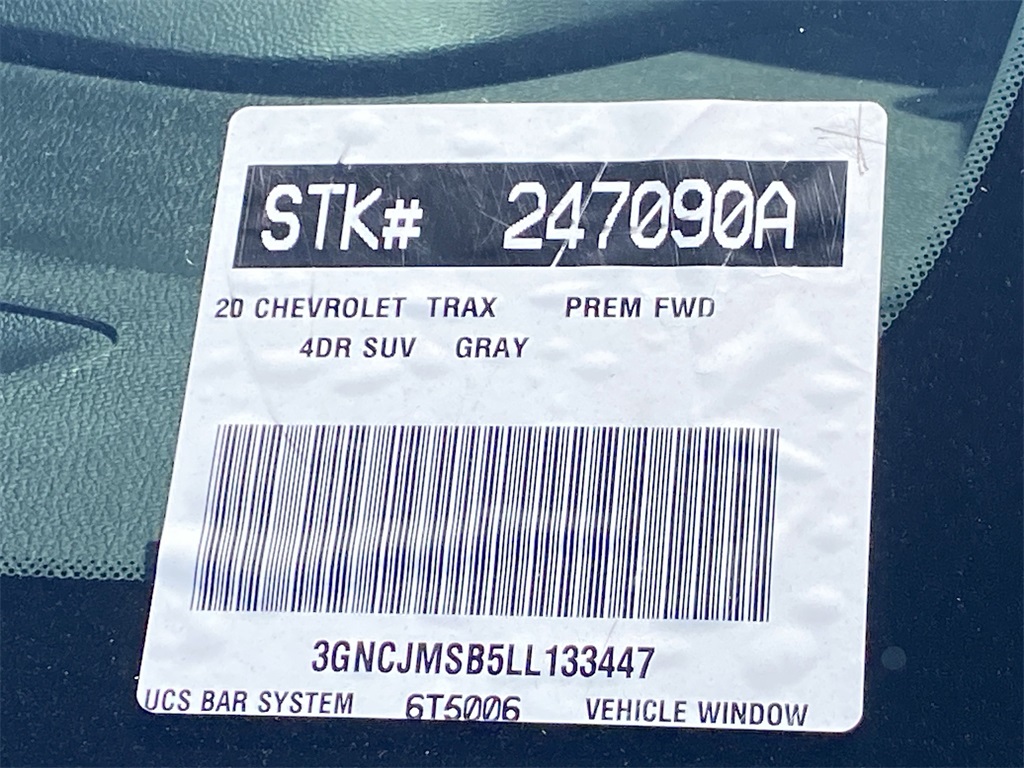 STK# 247090A
20 CHEVROLET TRAX PREM FWD
4DR SUV GRAY
3GNCJMSB5LL133447
UCS BAR SYSTEM 6T5006 VEHICLE WINDOW